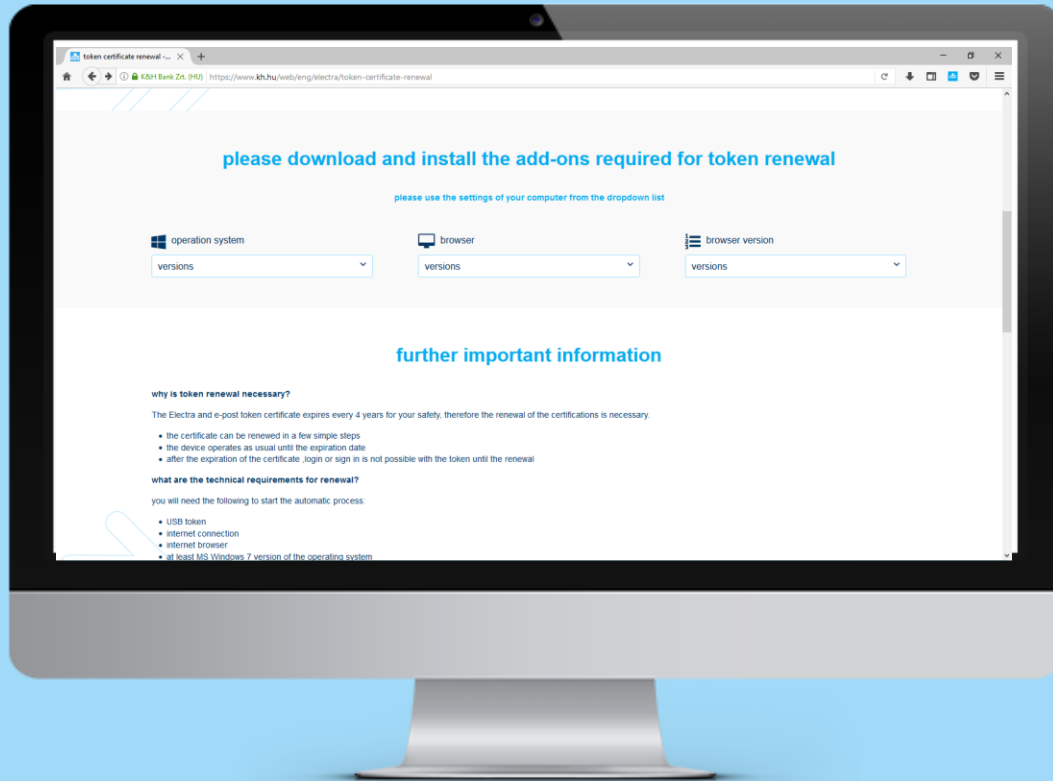 token certificate renewal -...
K&H Bank Zrt. (HU) https://www.kh.hu/web/eng/electra/token-certificate-renewal
please download and install the add-ons required for token renewal
please use the settings of your computer from the dropdown list
operation system
browser
browser version
versions
versions
versions
further important information
why is token renewal necessary?
The Electra and e-post token certificate expires every 4 years for your safety, therefore the renewal of the certifications is necessary.
• the certificate can be renewed in a few simple steps
• the device operates as usual until the expiration date
• after the expiration of the certificate ,login or sign in is not possible with the token until the renewal
what are the technical requirements for renewal?
you will need the following to start the automatic process:
• USB token
• internet connection
• internet browser
• at least MS Windows 7 version of the operating system